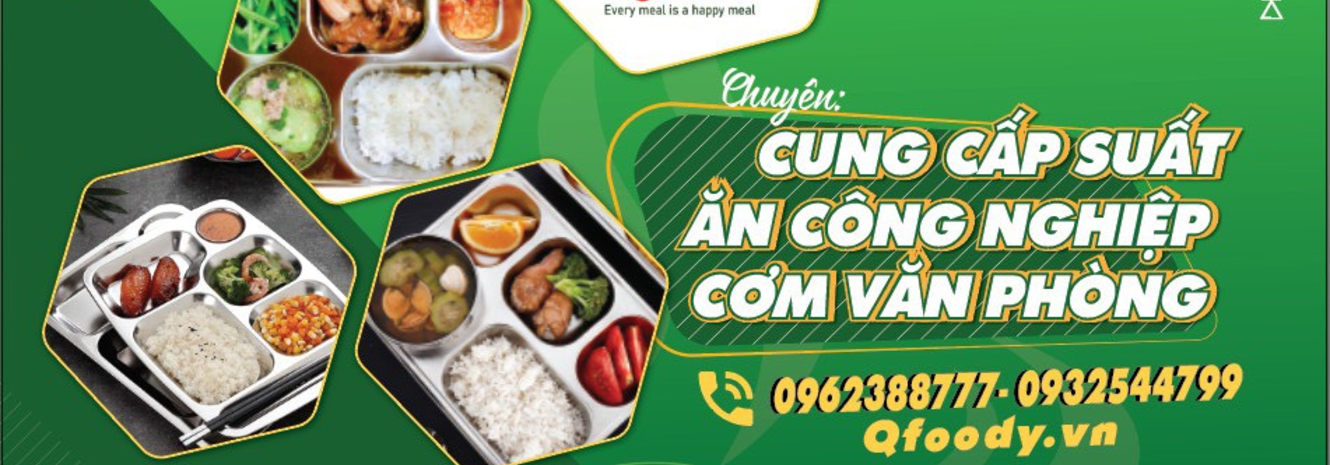 Every meal is a happy meal
Chuyên:
CUNG CẤP SUẤT
ĂN CÔNG NGHIỆP
CƠM VĂN PHÒNG
0962388777- 0932544799
Qfoody.vn